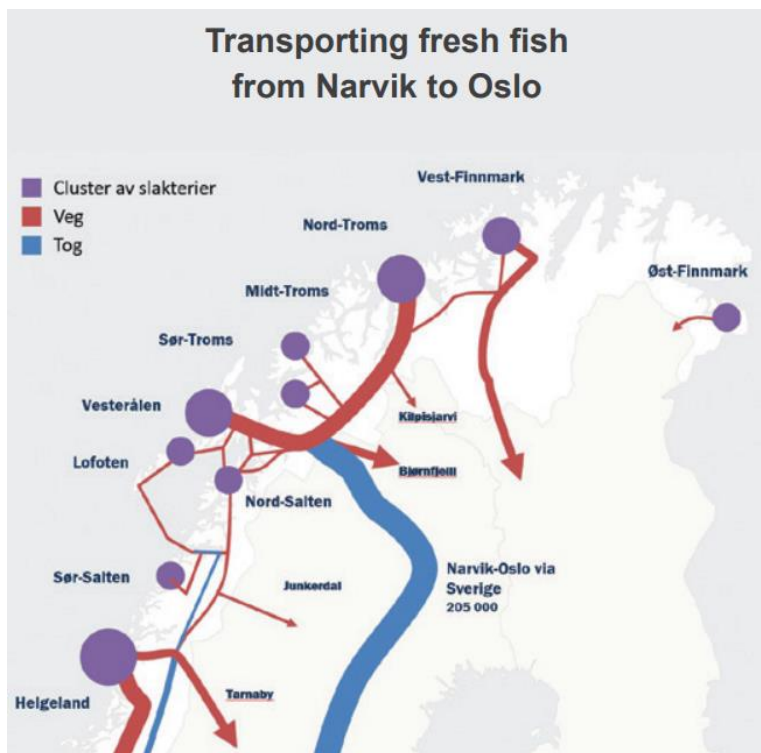 Transporting fresh fish
from Narvik to Oslo
Cluster av slakterier
Veg
Tog
Vest-Finnmark
Nord-Troms
Øst-Finnmark
Midt-Troms
Sør-Troms
Vesterålen
Kilpisjarvi
Lofoten
Bjørnfjelll
Nord-Salten
Sør-Salten
Junkerdal
Narvik-Oslo via
Sverige
205 000
Helgeland
Tarnaby